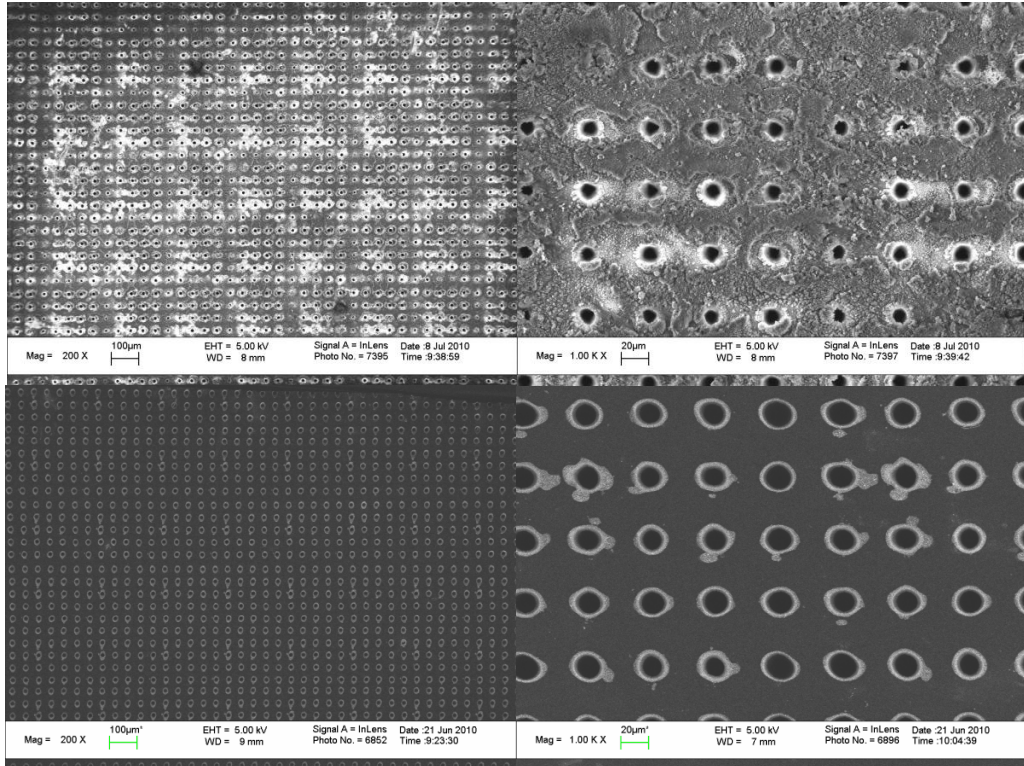 100µm EHT = 5.00 kV Signal A = InLens Date :8 Jul 2010
Mag = 200 X WD = 8 mm Photo No. = 7395 Time :9:38:59
20µm EHT = 5.00 kV Signal A = InLens Date :8 Jul 2010
Mag = 1.00 K X WD = 8 mm Photo No. = 7397 Time :9:39:42
100µm* EHT = 5.00 kV Signal A = InLens Date :21 Jun 2010
Mag = 200 X WD = 9 mm Photo No. = 6852 Time :9:23:30
20µm* EHT = 5.00 kV Signal A = InLens Date :21 Jun 2010
Mag = 1.00 K X WD = 7 mm Photo No. = 6896 Time :10:04:39